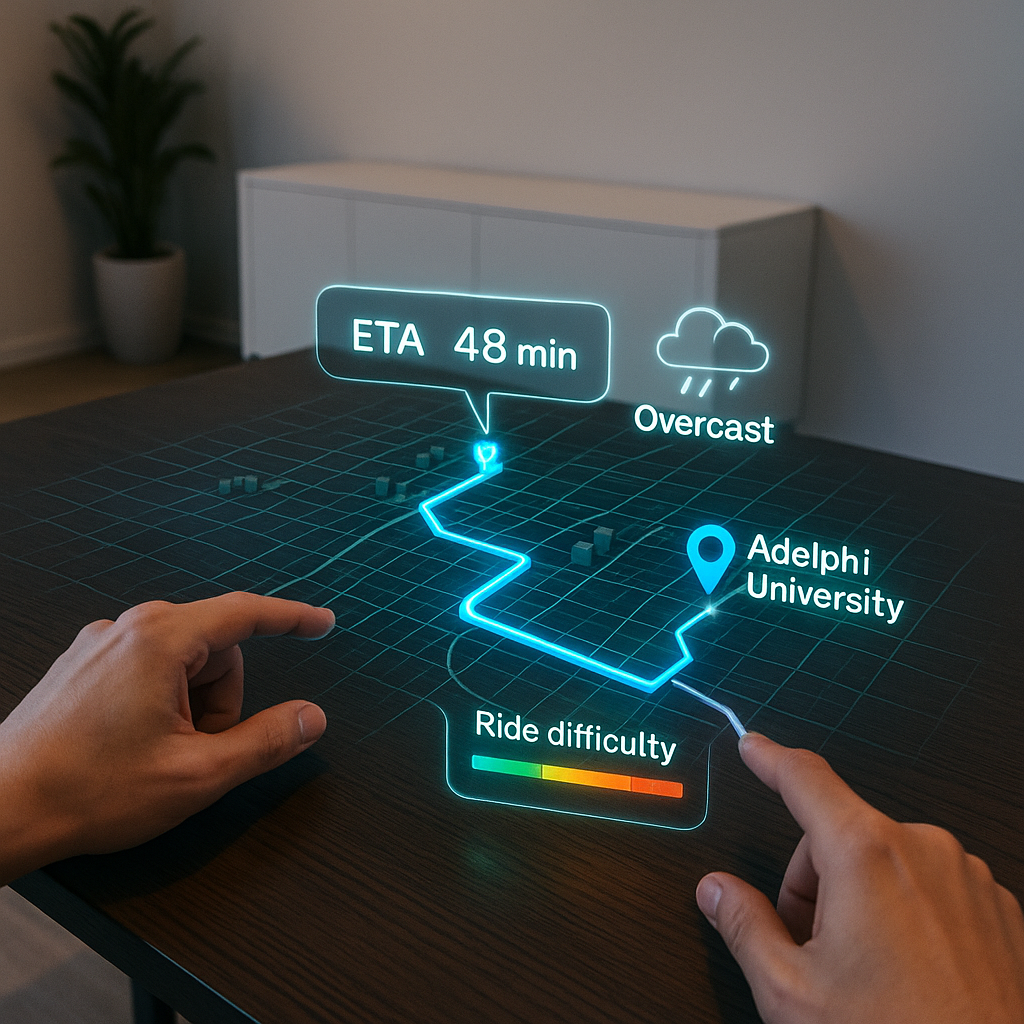 ETA 48 min
Overcast
Adelphi
University
Ride difficulty